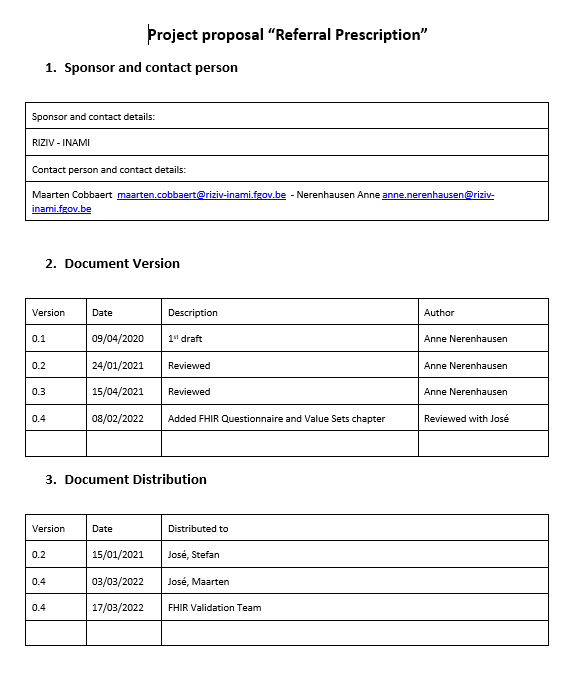 Project proposal “Referral Prescription”
1. Sponsor and contact person
Sponsor and contact details:
RIZIV - INAMI
Contact person and contact details:
Maarten Cobbaert maarten.cobbaert@riziv-inami.fgov.be - Nerenhausen Anne anne.nerenhausen@riziv-
inami.fgov.be
2. Document Version
Version Date Description Author
0.1 09/04/2020 1st draft Anne Nerenhausen
0.2 24/01/2021 Reviewed Anne Nerenhausen
0.3 15/04/2021 Reviewed Anne Nerenhausen
0.4 08/02/2022 Added FHIR Questionnaire and Value Sets chapter Reviewed with José
3. Document Distribution
Version Date Distributed to
0.2 15/01/2021 José, Stefan
0.4 03/03/2022 José, Maarten
0.4 17/03/2022 FHIR Validation Team